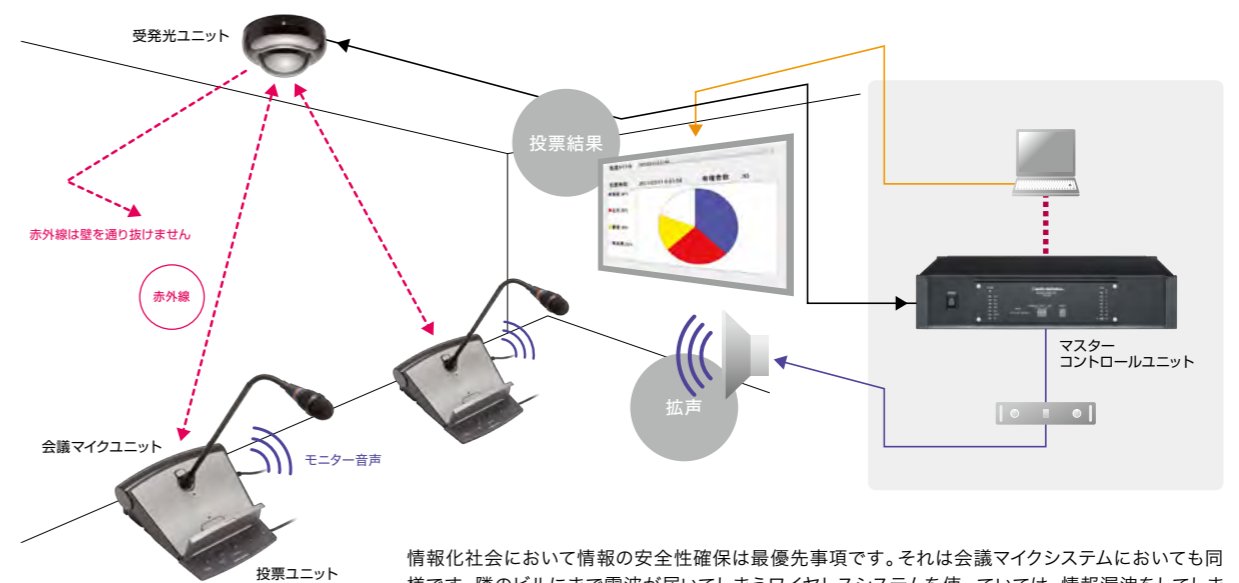 受発光ユニット
投票結果
赤外線は壁を通り抜けません
赤外線
マスター
コントロールユニット
拡声
会議マイクユニット
モニター音声
投票ユニット
情報化社会において情報の安全性確保は最優先事項です。それは会議マイクシステムにおいても同